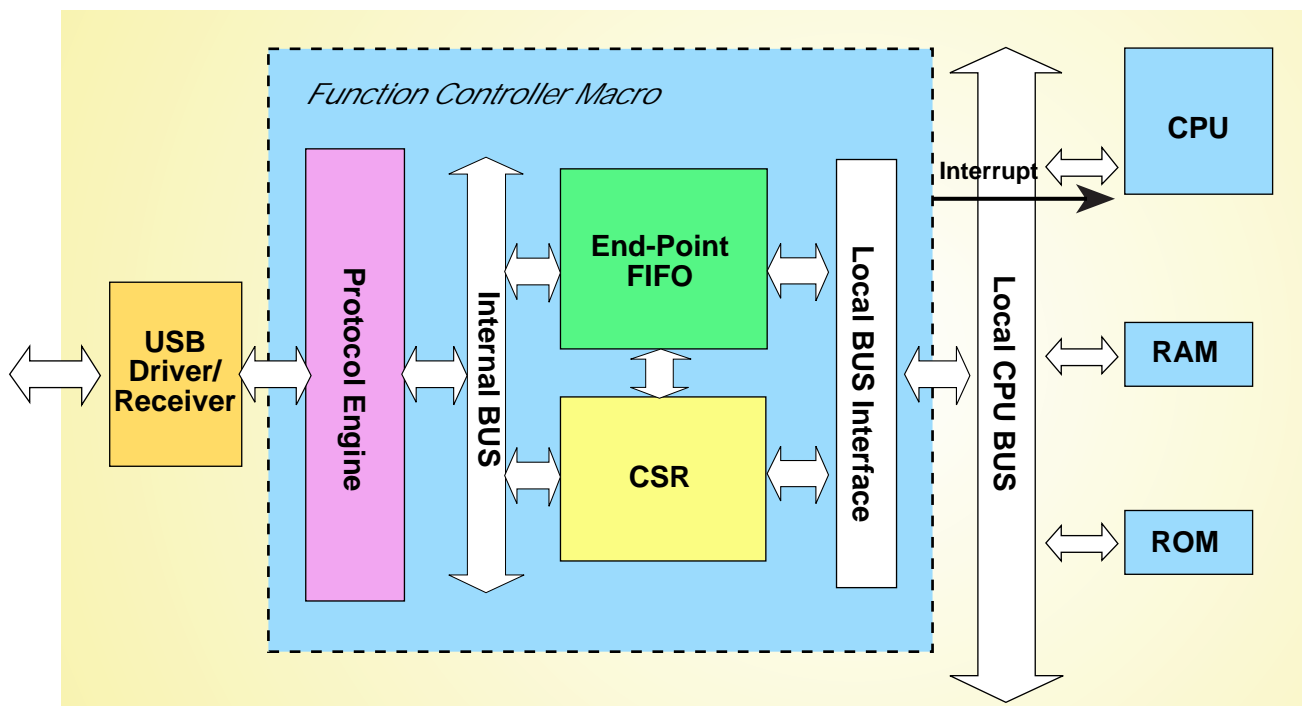 Function Controller Macro
USB
Driver/
Receiver
Protocol Engine
Internal BUS
End-Point
FIFO
CSR
Local BUS Interface
Interrupt
Local CPU BUS
CPU
RAM
ROM